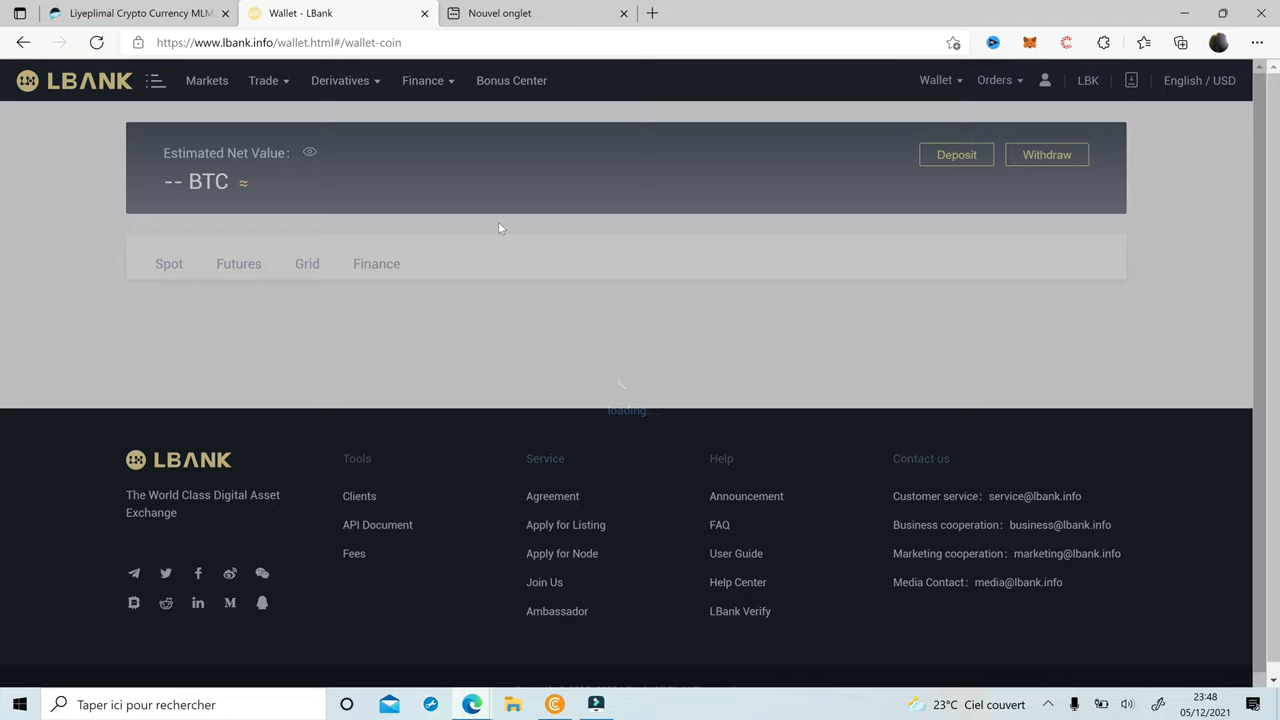 Liyeplimal Crypto Currency MLM
Wallet - LBank
Nouvel onglet
https://www.lbank.info/wallet.html#/wallet-coin
LBANK
Markets
Trade
Derivatives
Finance
Bonus Center
Wallet
Orders
LBK
English / USD
Estimated Net Value:
-- BTC ≈
Deposit
Withdraw
Spot
Futures
Grid
Finance
loading....
LBANK
The World Class Digital Asset
Exchange
Tools
Clients
API Document
Fees
Service
Agreement
Apply for Listing
Apply for Node
Join Us
Ambassador
Help
Announcement
FAQ
User Guide
Help Center
LBank Verify
Contact us
Customer service: service@lbank.info
Business cooperation: business@lbank.info
Marketing cooperation: marketing@lbank.info
Media Contact: media@lbank.info
Taper ici pour rechercher
23°C Ciel couvert
23:48
05/12/2021